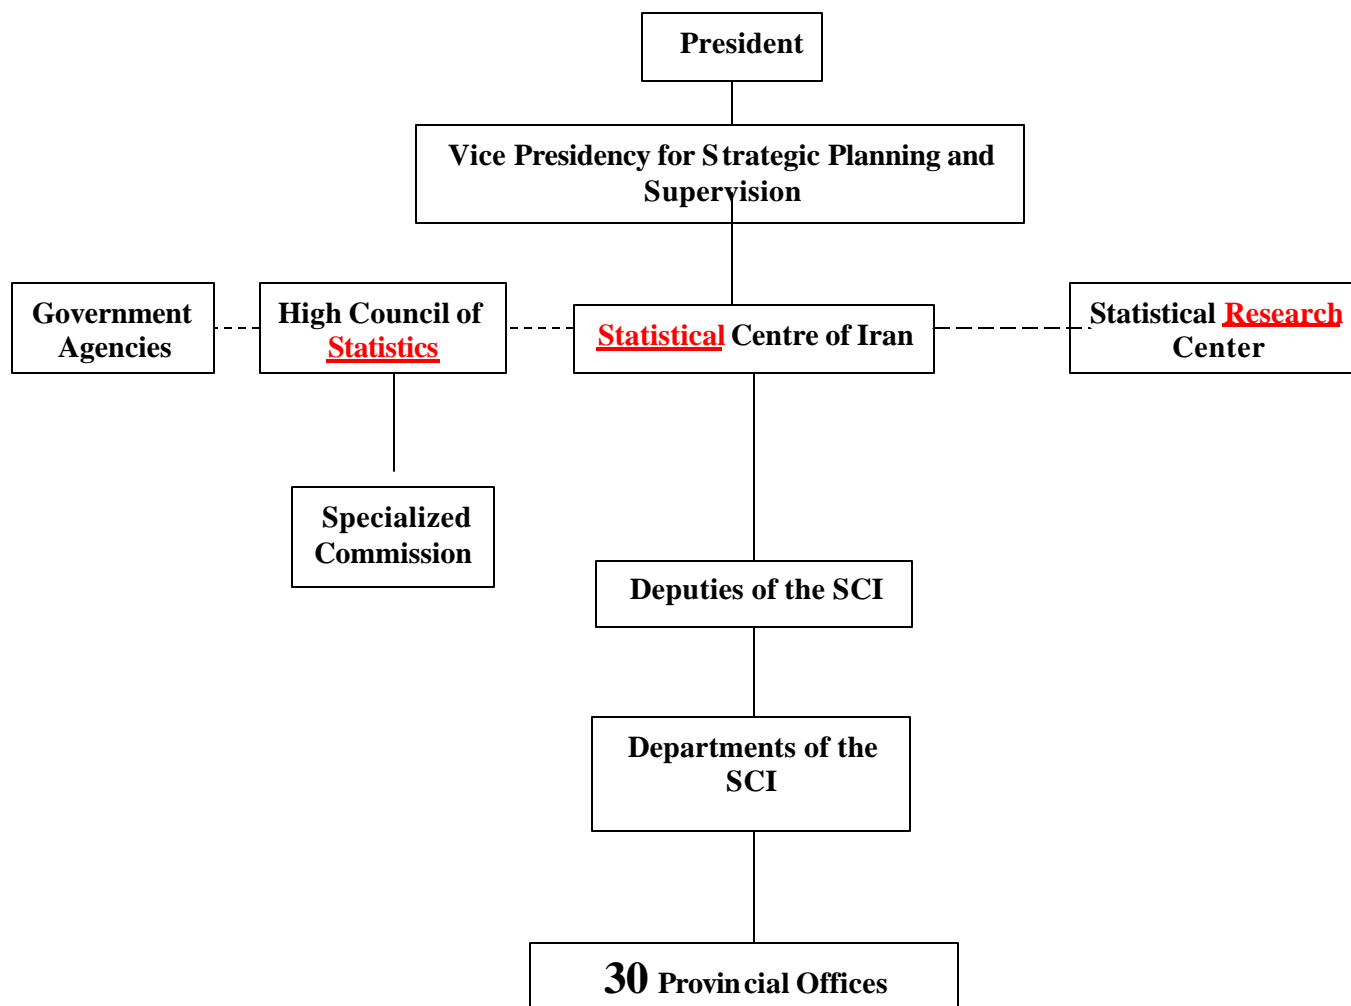 President
Vice Presidency for Strategic Planning and
Supervision
Government
Agencies
High Council of
Statistics
Statistical Centre of Iran
Statistical Research
Center
Specialized
Commission
Deputies of the SCI
Departments of the
SCI
30 Provincial Offices